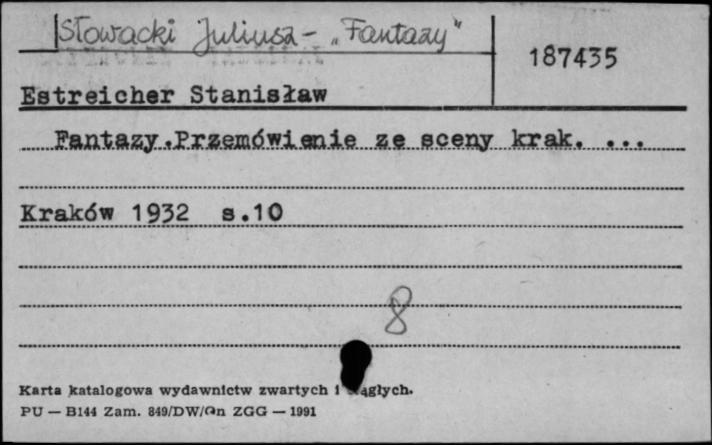 Słowacki Juliusz - „Fantazy"
187435
Estreicher Stanisław
Fantazy.Przemówienie ze sceny krak. ...
Kraków 1932 s.10
8
Karta katalogowa wydawnictw zwartych i ciągłych.
PU — B144 Zam. 849/DW/On ZGG — 1991